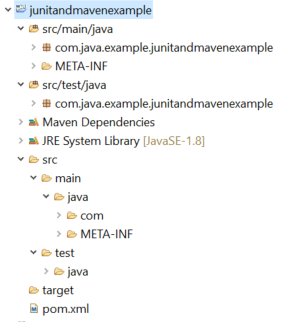 junitandmavenexample
src/main/java
com.java.example.junitandmavenexample
META-INF
src/test/java
com.java.example.junitandmavenexample
Maven Dependencies
JRE System Library [JavaSE-1.8]
src
main
java
com
META-INF
test
java
target
pom.xml